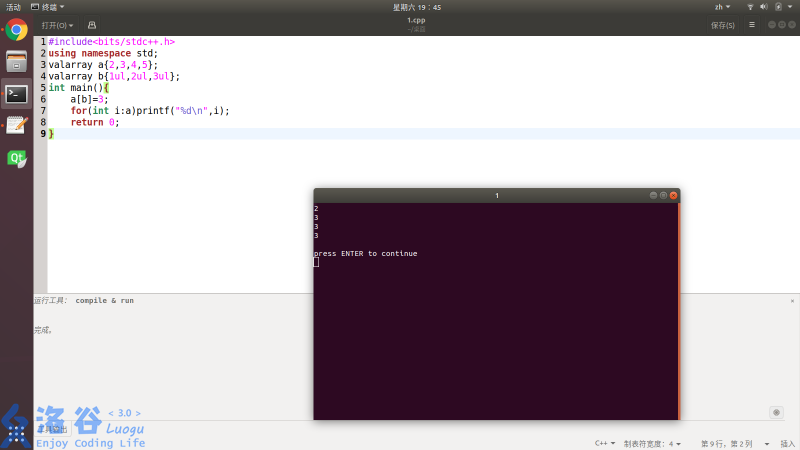 活动 终端 星期六 19：45 zh
打开(O) 1.cpp 保存(S)
~/桌面
1 #include<bits/stdc++.h>
2 using namespace std;
3 valarray a{2,3,4,5};
4 valarray b{1ul,2ul,3ul};
5 int main(){
6     a[b]=3;
7     for(int i:a)printf("%d\n",i);
8     return 0;
9 }
1
2
3
3
3
press ENTER to continue
运行工具： compile & run
完成。
洛谷 < 3.0 >
Luogu
工具输出
Enjoy Coding Life
C++ 制表符宽度：4 第 9 行，第 2 列 插入